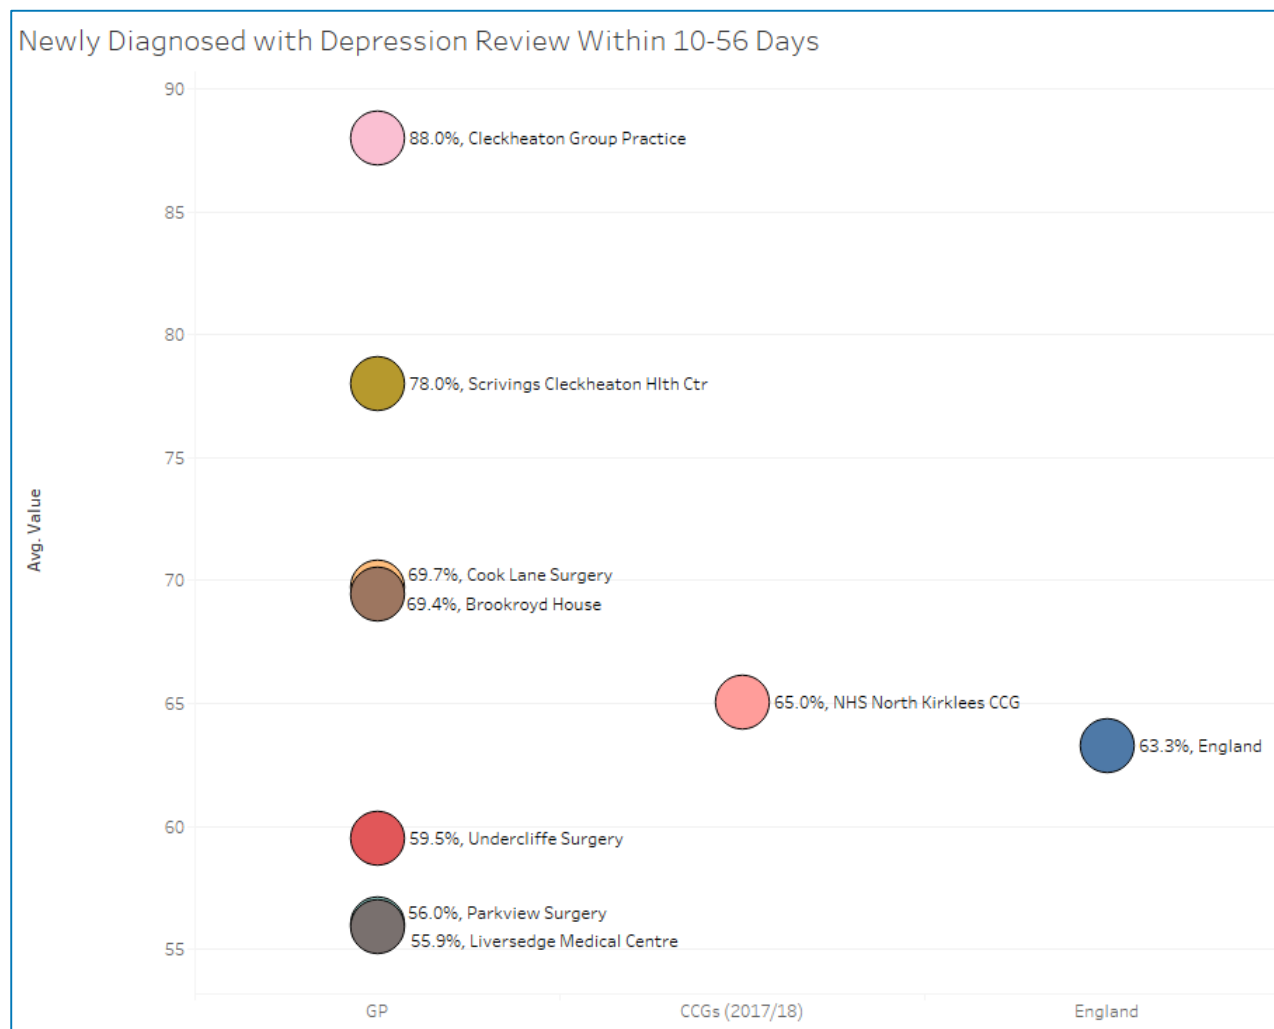 Newly Diagnosed with Depression Review Within 10-56 Days
90
88.0%, Cleckheaton Group Practice
85
80
78.0%, Scrivings Cleckheaton Hlth Ctr
75
Avg. Value
70
69.7%, Cook Lane Surgery
69.4%, Brookroyd House
65
65.0%, NHS North Kirklees CCG
63.3%, England
60
59.5%, Undercliffe Surgery
56.0%, Parkview Surgery
55.9%, Liversedge Medical Centre
55
GP
CCGs (2017/18)
England